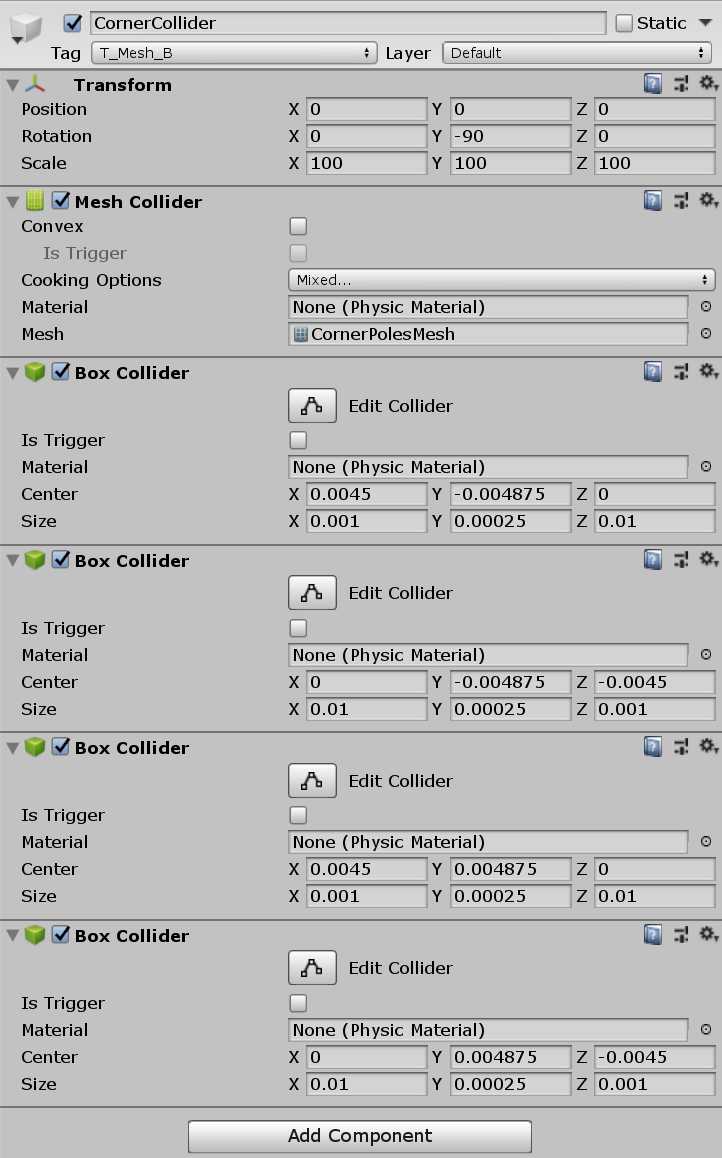 CornerCollider Static
Tag T_Mesh_B Layer Default
Transform
Position X 0 Y 0 Z 0
Rotation X 0 Y -90 Z 0
Scale X 100 Y 100 Z 100
Mesh Collider
Convex
Is Trigger
Cooking Options Mixed...
Material None (Physic Material)
Mesh CornerPolesMesh
Box Collider
Edit Collider
Is Trigger
Material None (Physic Material)
Center X 0.0045 Y -0.004875 Z 0
Size X 0.001 Y 0.00025 Z 0.01
Box Collider
Edit Collider
Is Trigger
Material None (Physic Material)
Center X 0 Y -0.004875 Z -0.0045
Size X 0.01 Y 0.00025 Z 0.001
Box Collider
Edit Collider
Is Trigger
Material None (Physic Material)
Center X 0.0045 Y 0.004875 Z 0
Size X 0.001 Y 0.00025 Z 0.01
Box Collider
Edit Collider
Is Trigger
Material None (Physic Material)
Center X 0 Y 0.004875 Z -0.0045
Size X 0.01 Y 0.00025 Z 0.001
Add Component